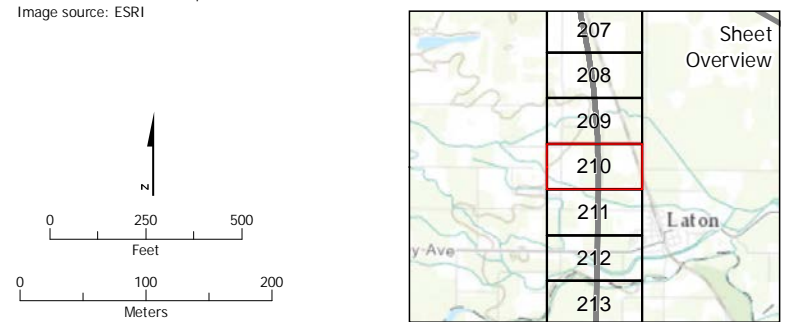 Image source: ESRI
N
0 250 500
Feet
0 100 200
Meters
Sheet
Overview
207
208
209
210
211
212
213
Laton
y Ave